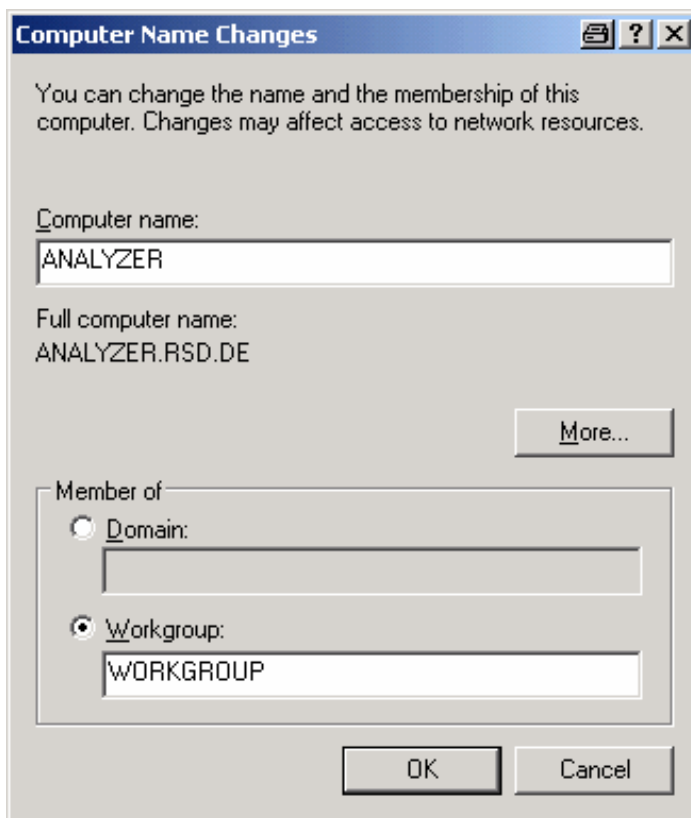 Computer Name Changes
You can change the name and the membership of this
computer. Changes may affect access to network resources.
Computer name:
ANALYZER
Full computer name:
ANALYZER.RSD.DE
More...
Member of
Domain:
Workgroup:
WORKGROUP
OK Cancel